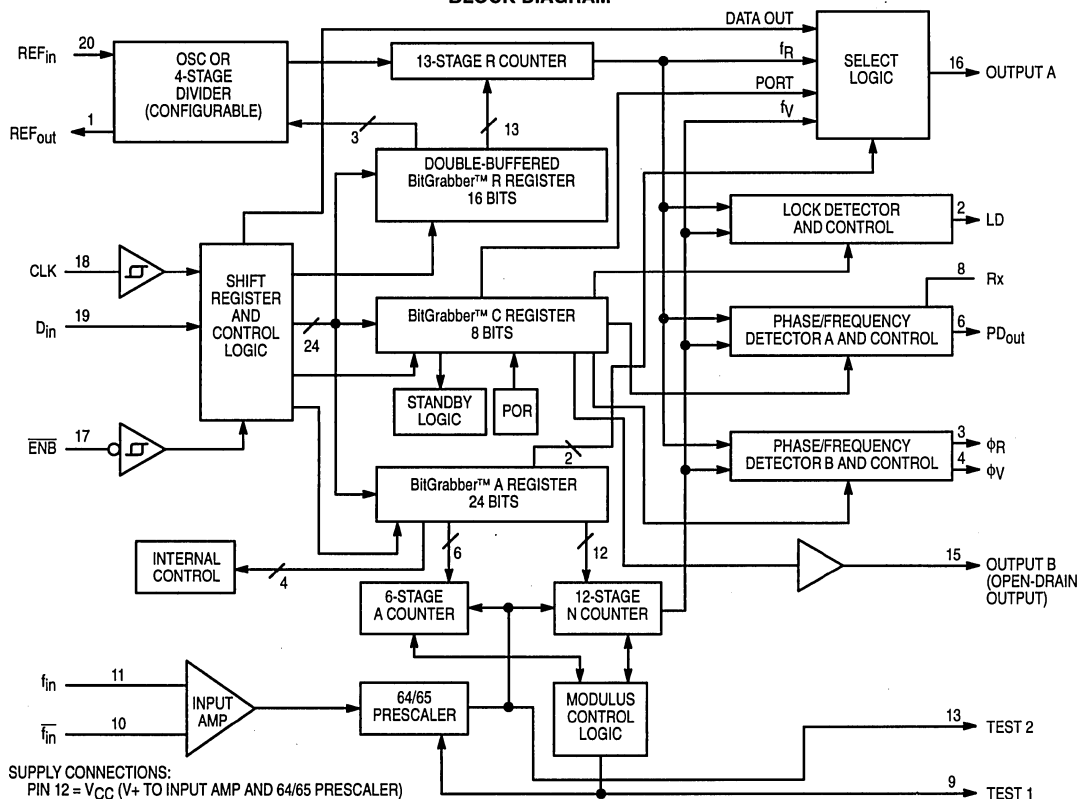 BLOCK DIAGRAM
DATA OUT
REFin
20
OSC OR
4-STAGE
DIVIDER
(CONFIGURABLE)
13-STAGE R COUNTER
fR
SELECT
LOGIC
16
OUTPUT A
PORT
REFout
1
3
13
fV
DOUBLE-BUFFERED
BitGrabber™ R REGISTER
16 BITS
LOCK DETECTOR
AND CONTROL
2
LD
CLK
18
SHIFT
REGISTER
AND
CONTROL
LOGIC
8
Rx
Din
19
24
BitGrabber™ C REGISTER
8 BITS
PHASE/FREQUENCY
DETECTOR A AND CONTROL
6
PDout
STANDBY
LOGIC
POR
ENB
17
2
PHASE/FREQUENCY
DETECTOR B AND CONTROL
3
ϕR
4
ϕV
BitGrabber™ A REGISTER
24 BITS
INTERNAL
CONTROL
4
6
12
15
OUTPUT B
(OPEN-DRAIN
OUTPUT)
6-STAGE
A COUNTER
12-STAGE
N COUNTER
fin
11
INPUT
AMP
64/65
PRESCALER
MODULUS
CONTROL
LOGIC
fin
10
13
TEST 2
SUPPLY CONNECTIONS:
PIN 12 = VCC (V+ TO INPUT AMP AND 64/65 PRESCALER)
9
TEST 1